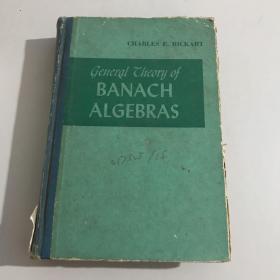 CHARLES E. RICKART
General Theory of
BANACH
ALGEBRAS